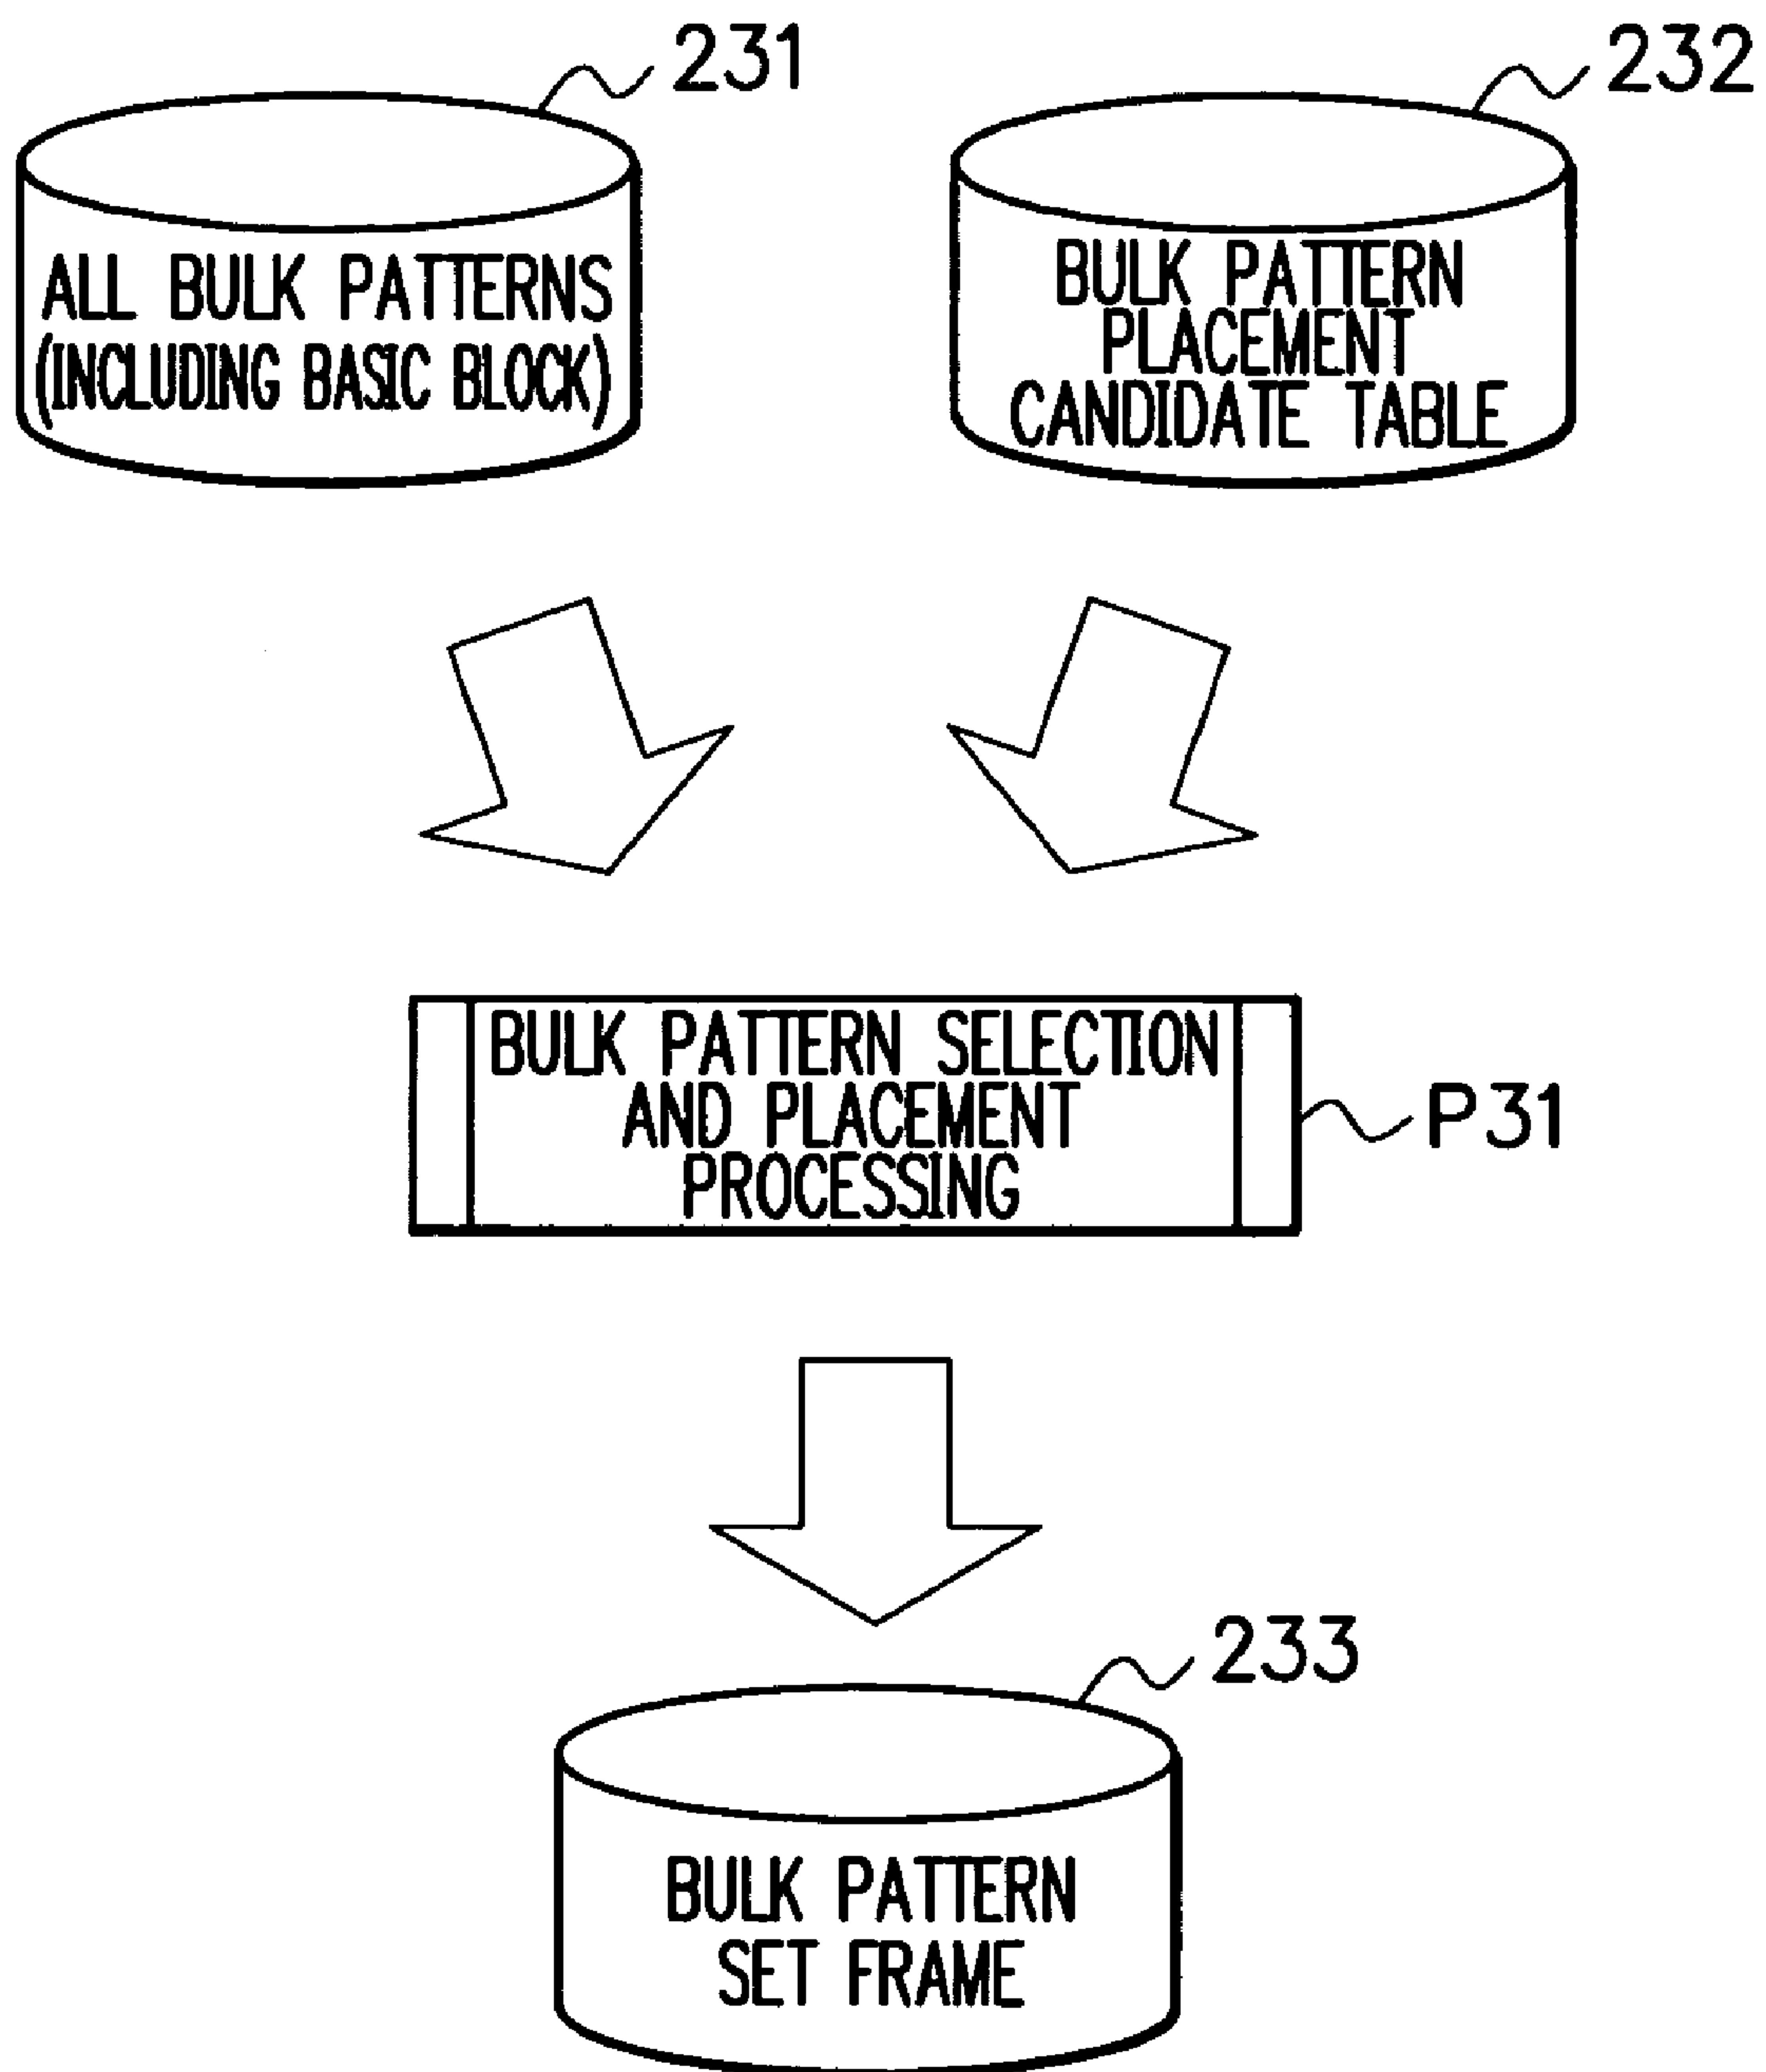 231
232
ALL BULK PATTERNS
(INCLUDING BASIC BLOCK)
BULK PATTERN
PLACEMENT
CANDIDATE TABLE
BULK PATTERN SELECTION
AND PLACEMENT
PROCESSING
P31
233
BULK PATTERN
SET FRAME